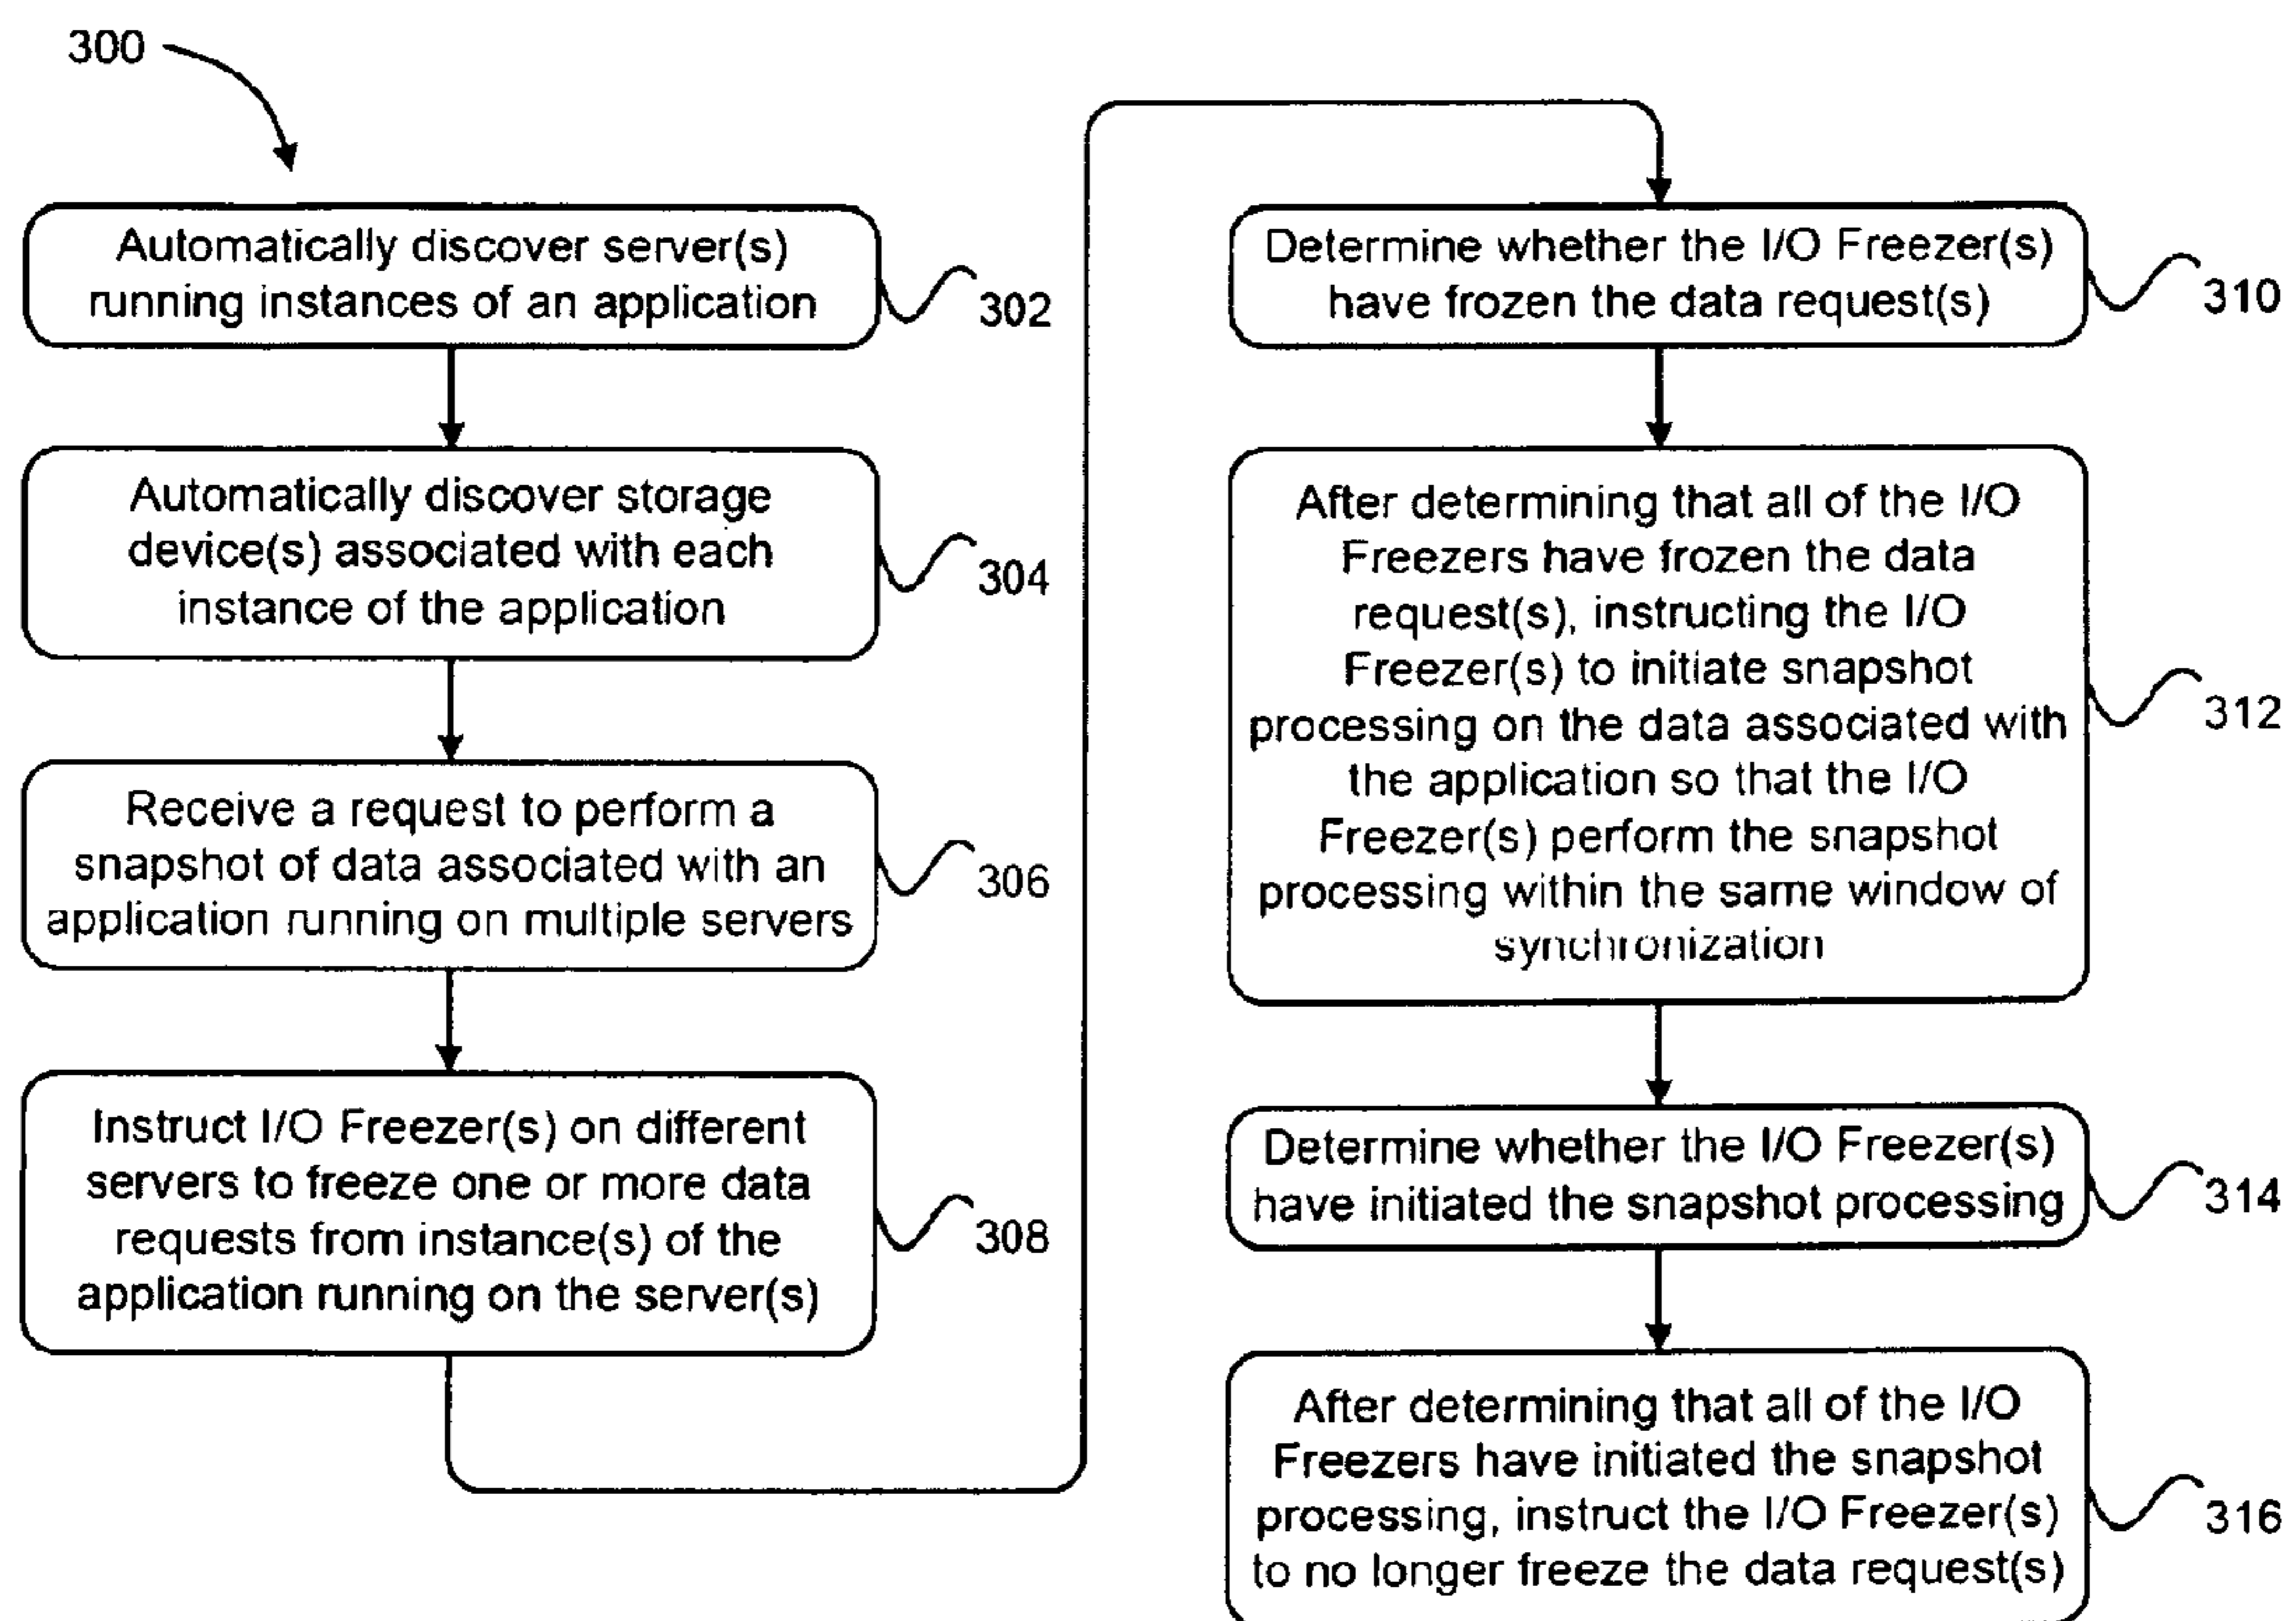 300
Automatically discover server(s)
running instances of an application
302
Automatically discover storage
device(s) associated with each
instance of the application
304
Receive a request to perform a
snapshot of data associated with an
application running on multiple servers
306
Instruct I/O Freezer(s) on different
servers to freeze one or more data
requests from instance(s) of the
application running on the server(s)
308
Determine whether the I/O Freezer(s)
have frozen the data request(s)
310
After determining that all of the I/O
Freezers have frozen the data
request(s), instructing the I/O
Freezer(s) to initiate snapshot
processing on the data associated with
the application so that the I/O
Freezer(s) perform the snapshot
processing within the same window of
synchronization
312
Determine whether the I/O Freezer(s)
have initiated the snapshot processing
314
After determining that all of the I/O
Freezers have initiated the snapshot
processing, instruct the I/O Freezer(s)
to no longer freeze the data request(s)
316